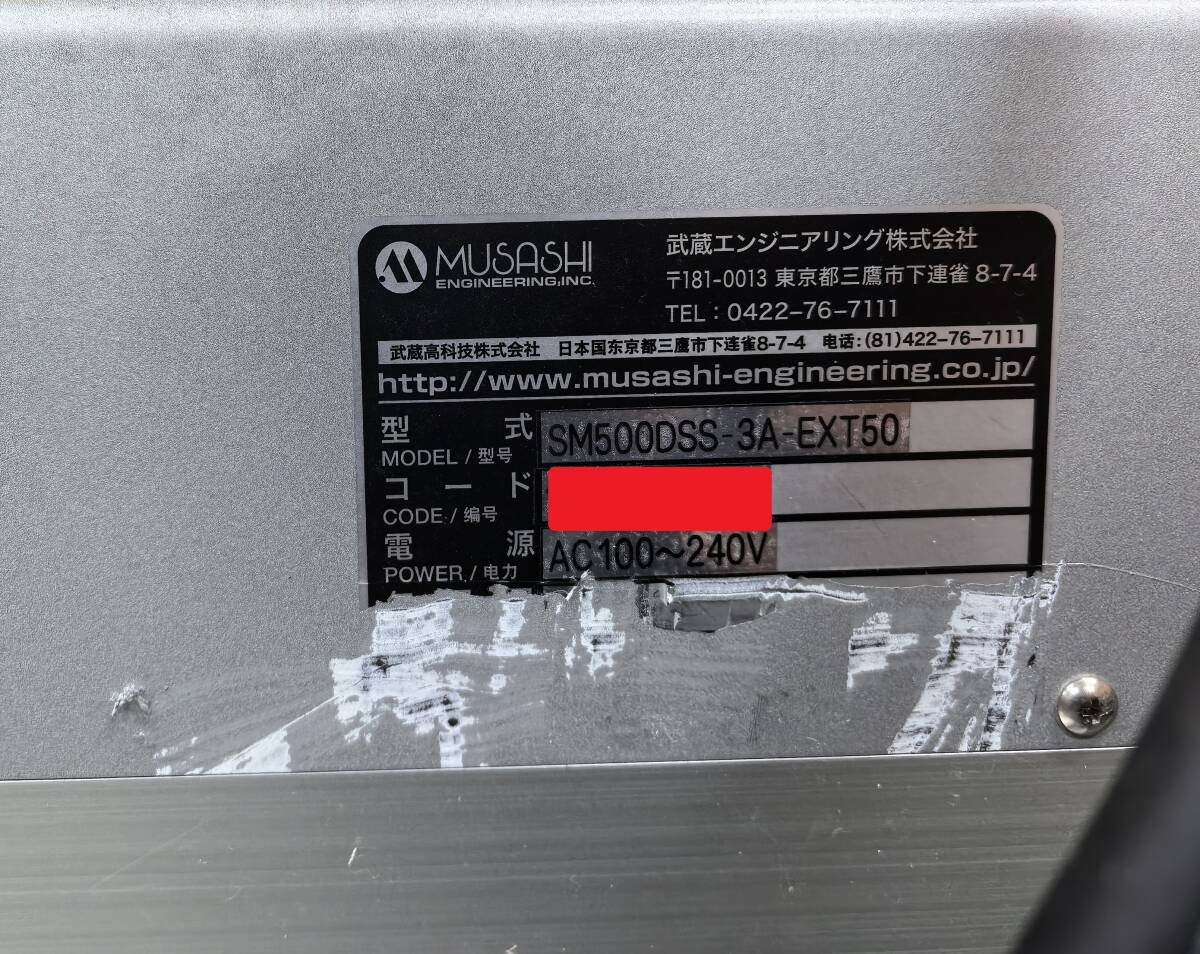 MUSASHI
ENGINEERING,INC.
武蔵エンジニアリング株式会社
〒181-0013 東京都三鷹市下連雀 8-7-4
TEL : 0422-76-7111
武蔵高科技株式会社 日本国东京都三鷹市下连雀8-7-4 电话:(81)422-76-7111
http://www.musashi-engineering.co.jp/
型 式
MODEL / 型号 SM500DSS-3A-EXT50
コ ー ド
CODE / 编号
電 源
POWER / 电力 AC100~240V